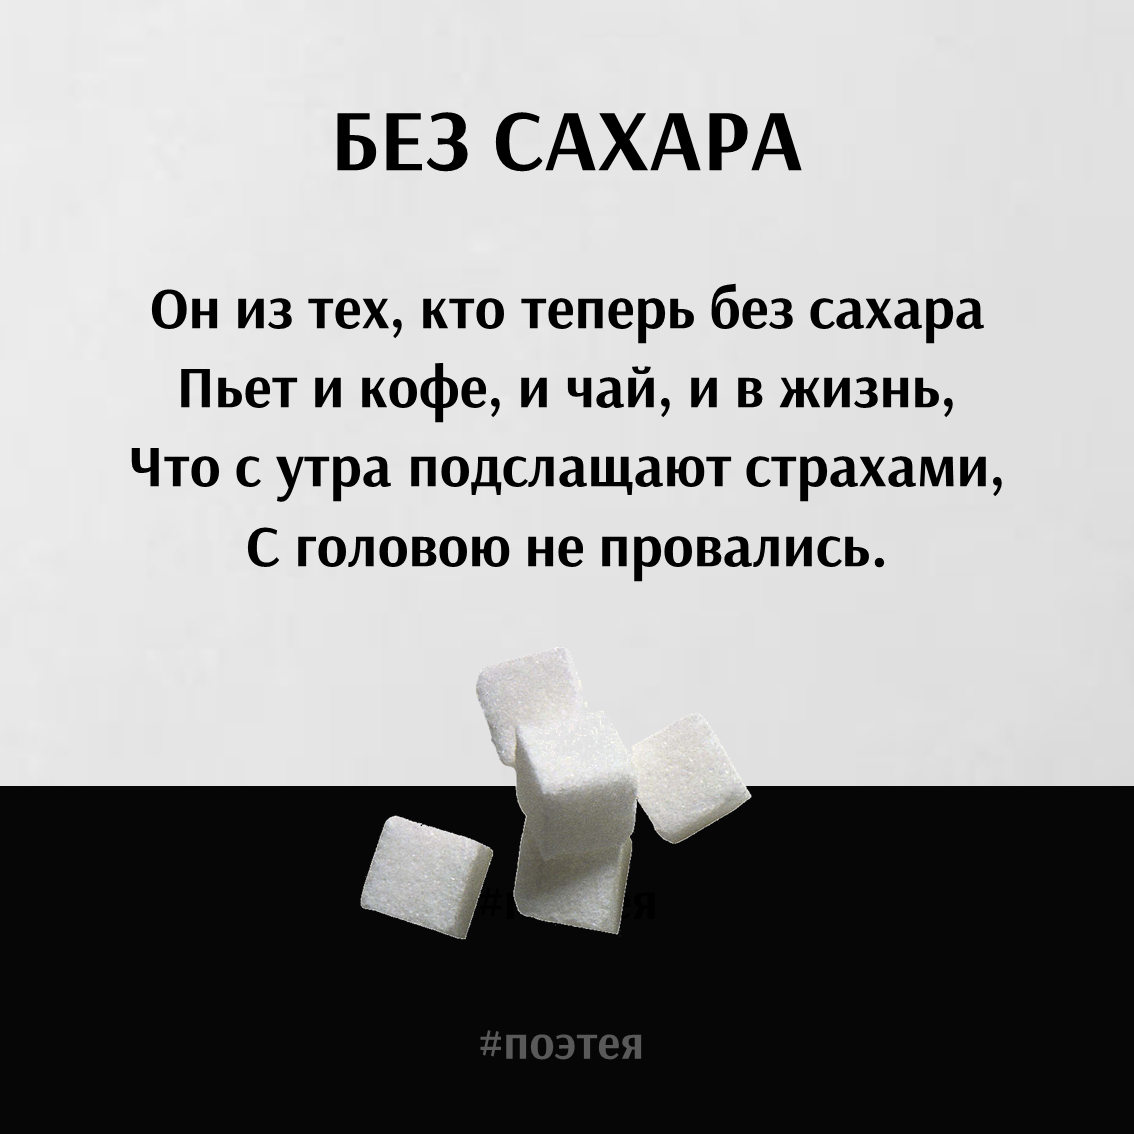 БЕЗ САХАРА
Он из тех, кто теперь без сахара
Пьет и кофе, и чай, и в жизнь,
Что с утра подслащают страхами,
С головою не провались.
#поэтея